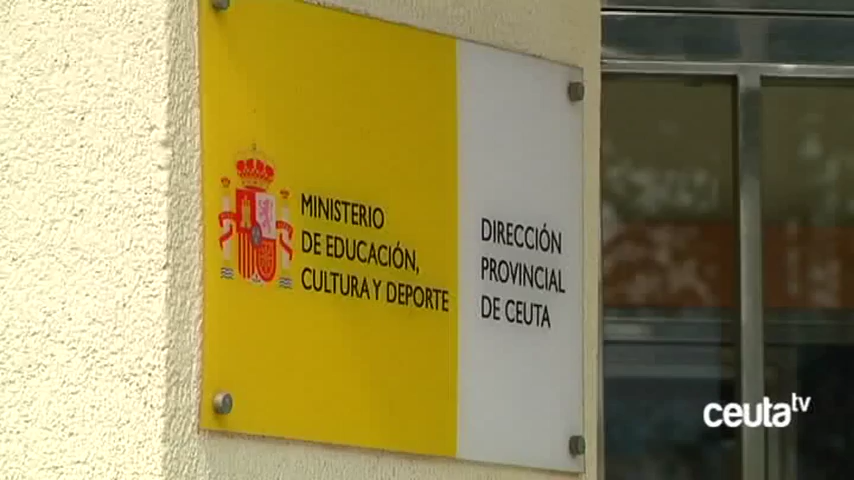 MINISTERIO
DE EDUCACIÓN,
CULTURA Y DEPORTE
DIRECCIÓN
PROVINCIAL
DE CEUTA
ceuta tv